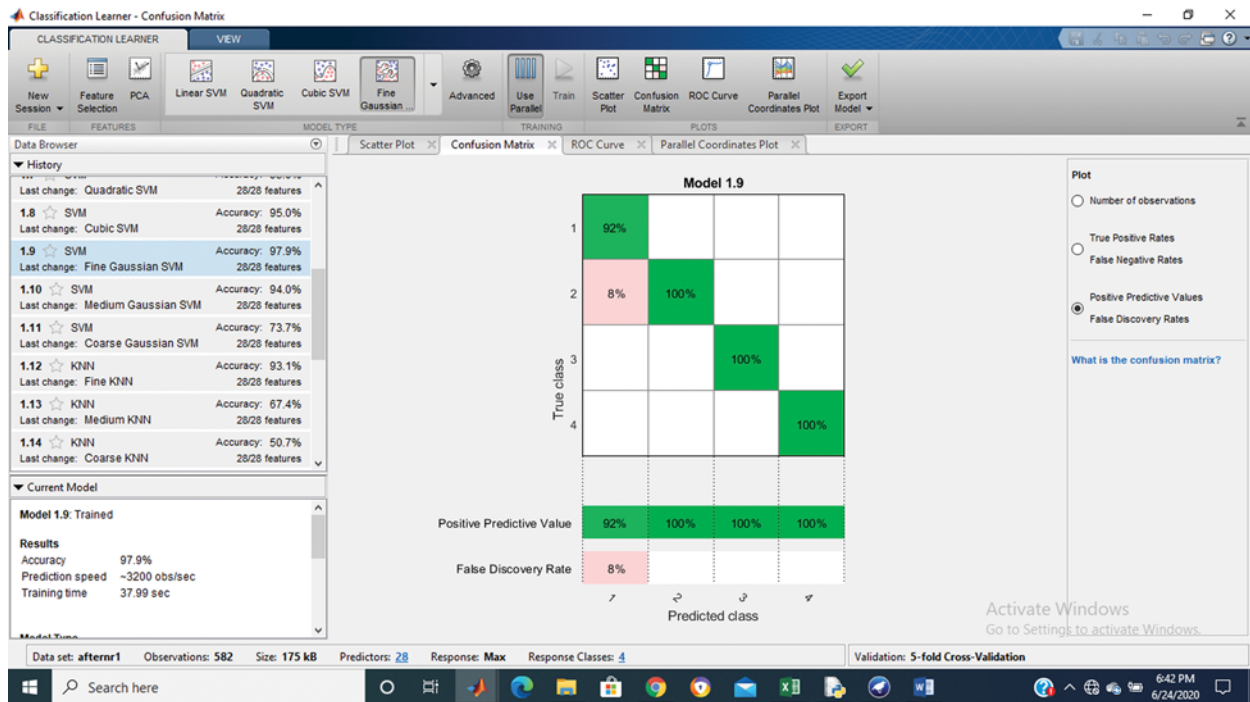 Classification Learner - Confusion Matrix
CLASSIFICATION LEARNER VIEW
New Session
Feature Selection
PCA
Linear SVM
Quadratic SVM
Cubic SVM
Fine Gaussian ...
Advanced
Use Parallel
Train
Scatter Plot
Confusion Matrix
ROC Curve
Parallel Coordinates Plot
Export Model
FILE FEATURES MODEL TYPE TRAINING PLOTS EXPORT
Data Browser
Scatter Plot Confusion Matrix ROC Curve Parallel Coordinates Plot
History
Last change: Quadratic SVM 28/28 features
1.8 SVM Accuracy: 95.0%
Last change: Cubic SVM 28/28 features
1.9 SVM Accuracy: 97.9%
Last change: Fine Gaussian SVM 28/28 features
1.10 SVM Accuracy: 94.0%
Last change: Medium Gaussian SVM 28/28 features
1.11 SVM Accuracy: 73.7%
Last change: Coarse Gaussian SVM 28/28 features
1.12 KNN Accuracy: 93.1%
Last change: Fine KNN 28/28 features
1.13 KNN Accuracy: 67.4%
Last change: Medium KNN 28/28 features
1.14 KNN Accuracy: 50.7%
Last change: Coarse KNN 28/28 features
Current Model
Model 1.9: Trained
Results
Accuracy 97.9%
Prediction speed ~3200 obs/sec
Training time 37.99 sec
Model Type
Model 1.9
1 92%
2 8% 100%
3 100%
4 100%
True class
Positive Predictive Value 92% 100% 100% 100%
False Discovery Rate 8%
1 2 3 4
Predicted class
Plot
Number of observations
True Positive Rates
False Negative Rates
Positive Predictive Values
False Discovery Rates
What is the confusion matrix?
Activate Windows
Go to Settings to activate Windows.
Data set: afternr1 Observations: 582 Size: 175 kB Predictors: 28 Response: Max Response Classes: 4 Validation: 5-fold Cross-Validation
Search here
6:42 PM
6/24/2020